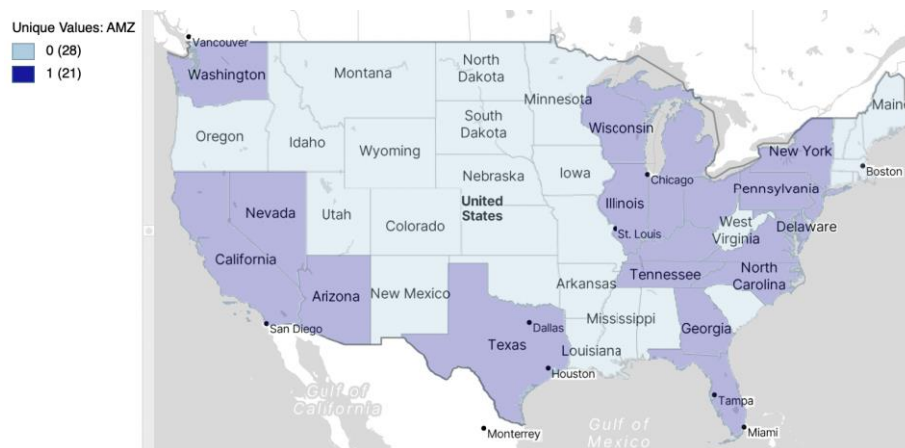 Unique Values: AMZ
0 (28)
1 (21)
Vancouver
Washington
Montana
North
Dakota
Minnesota
Maine
Oregon
Idaho
South
Dakota
Wisconsin
Wyoming
New York
Boston
Nebraska
Iowa
Chicago
Pennsylvania
Nevada
Utah
United
States
Illinois
Colorado
West
Virginia
Delaware
St. Louis
California
Arizona
New Mexico
Arkansas
Tennessee
North
Carolina
San Diego
Dallas
Mississippi
Georgia
Texas
Louisiana
Houston
Gulf of
California
Tampa
Monterrey
Gulf of
Mexico
Miami